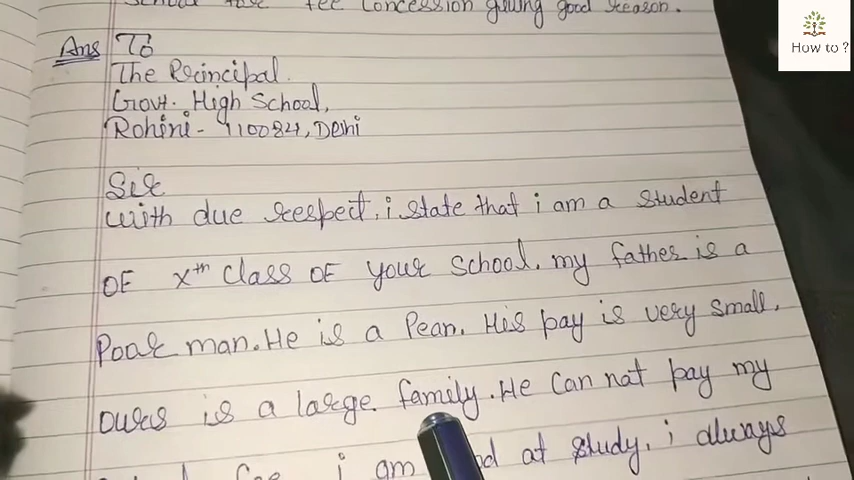 fee concession giving good reason.
How to ?
Ans To
The Principal.
Govt. High School,
Rohini - 110084, Delhi
Sir
with due respect, i state that i am a student
OF Xth class OF your school. my father is a
Poor man. He is a Pean. His pay is very small.
ours is a large family. He can not pay my
i am at study. i always